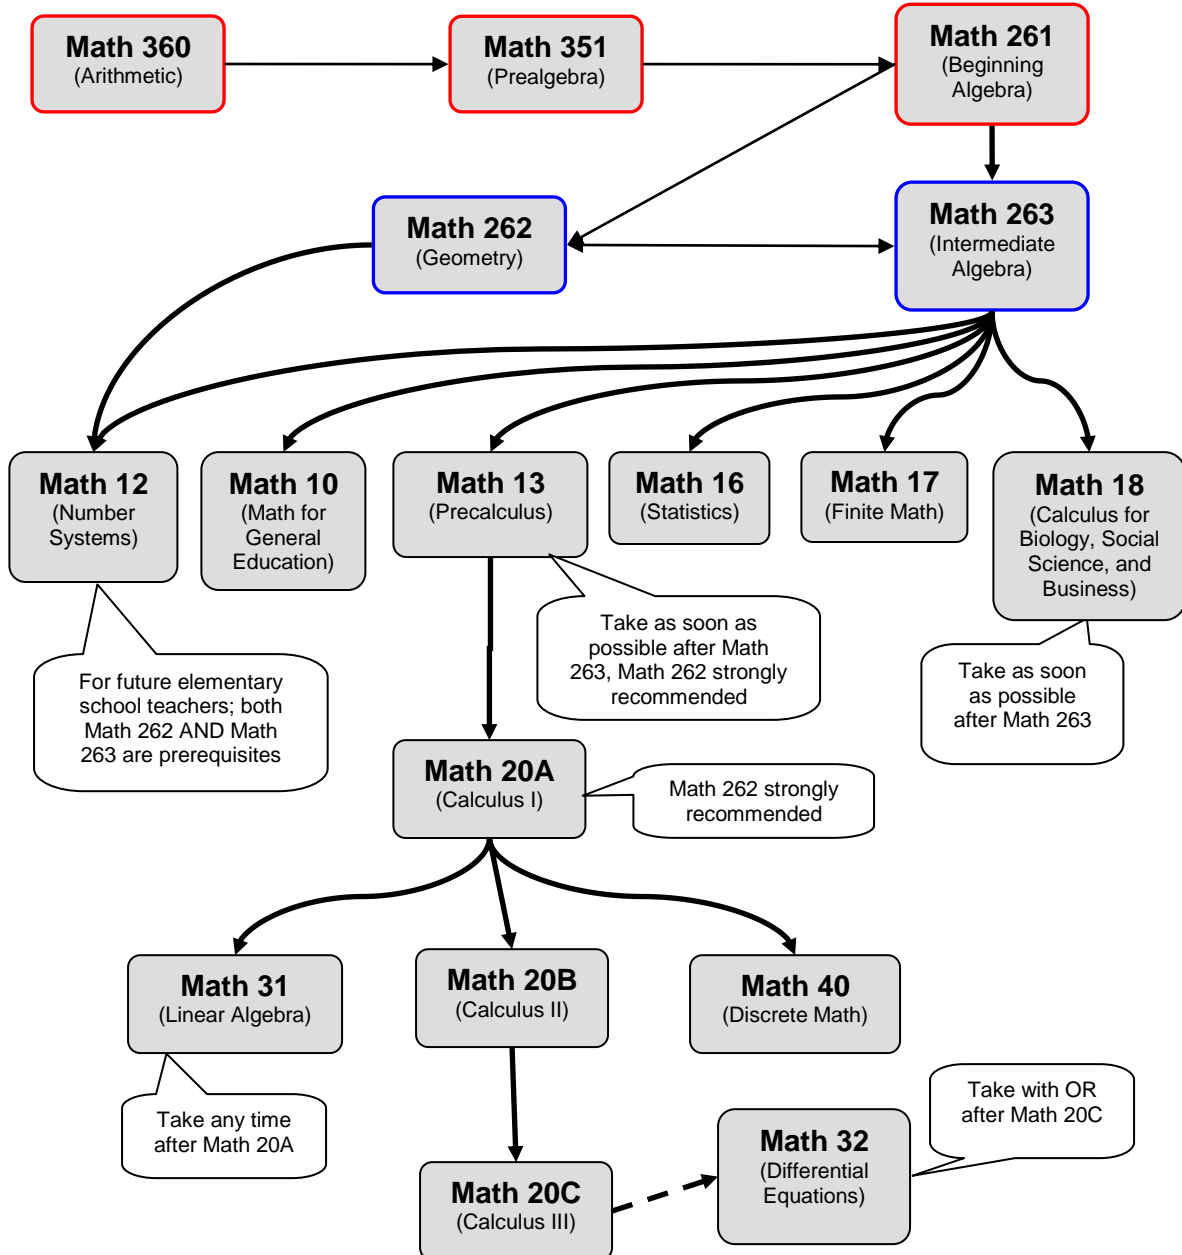 Math 360
(Arithmetic)
Math 351
(Prealgebra)
Math 261
(Beginning
Algebra)
Math 262
(Geometry)
Math 263
(Intermediate
Algebra)
Math 12
(Number
Systems)
Math 10
(Math for
General
Education)
Math 13
(Precalculus)
Math 16
(Statistics)
Math 17
(Finite Math)
Math 18
(Calculus for
Biology, Social
Science, and
Business)
For future elementary
school teachers; both
Math 262 AND Math
263 are prerequisites
Take as soon as
possible after Math
263, Math 262 strongly
recommended
Take as soon
as possible
after Math 263
Math 20A
(Calculus I)
Math 262 strongly
recommended
Math 31
(Linear Algebra)
Math 20B
(Calculus II)
Math 40
(Discrete Math)
Take any time
after Math 20A
Math 20C
(Calculus III)
Math 32
(Differential
Equations)
Take with OR
after Math 20C